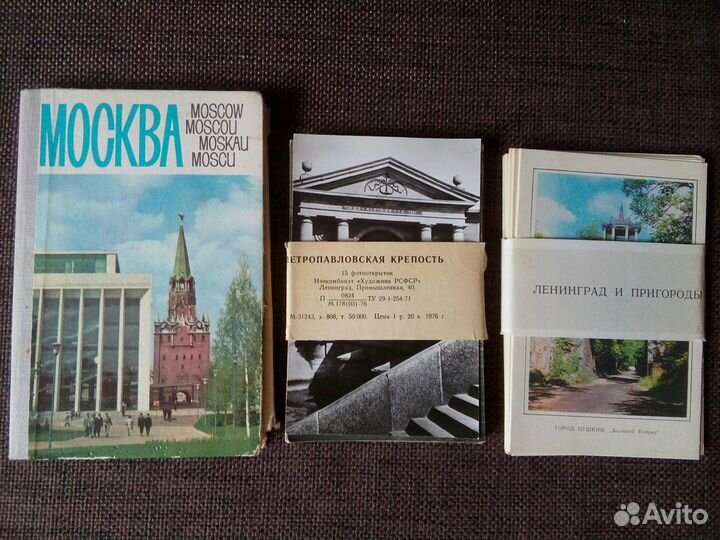 МОСКВА
MOSCOW
MOSCOU
MOSKAU
MOSCU
ЕТРОПАВЛОВСКАЯ КРЕПОСТЬ
15 фотооткрыток
Изокомбинат «Художник РСФСР»
Ленинград, Промышленная, 40.
П 0824 ТУ 29-1-254-71
М 178(03)-76
М-31243, з. 808, т. 50 000. Цена 1 р. 20 к. 1976 г.
ЛЕНИНГРАД И ПРИГОРОДЫ
ГОРОД ПУШКИН „Большой Каприз"
Avito